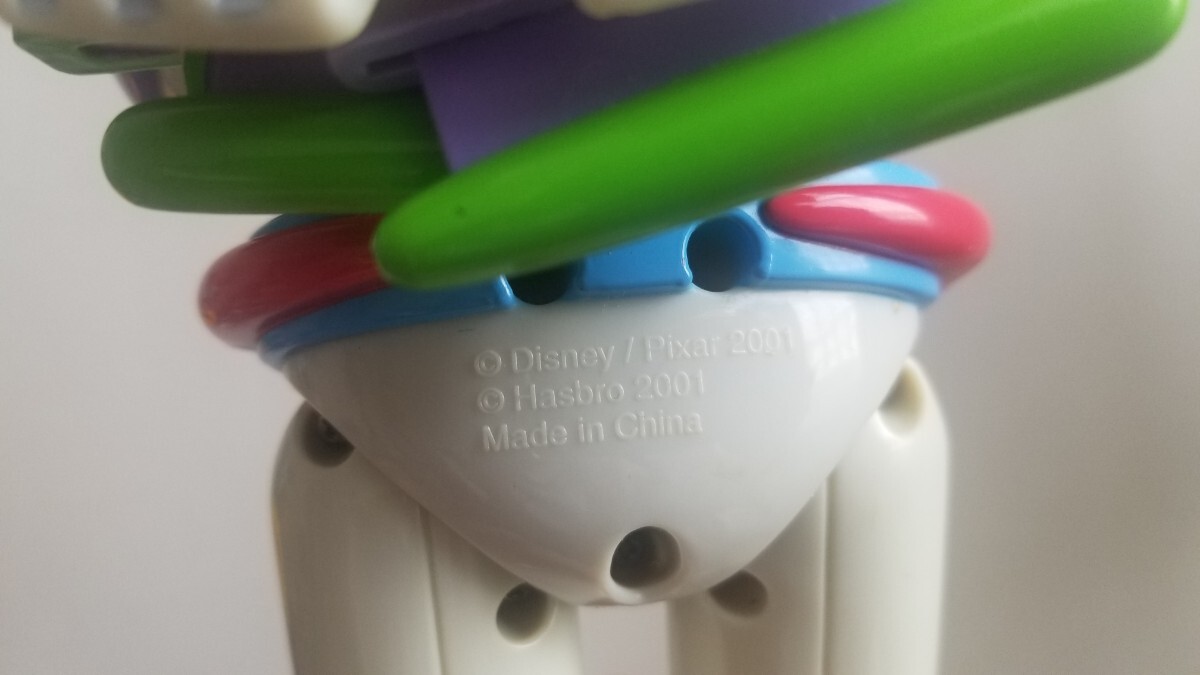 © Disney / Pixar 2001
© Hasbro 2001
Made in China